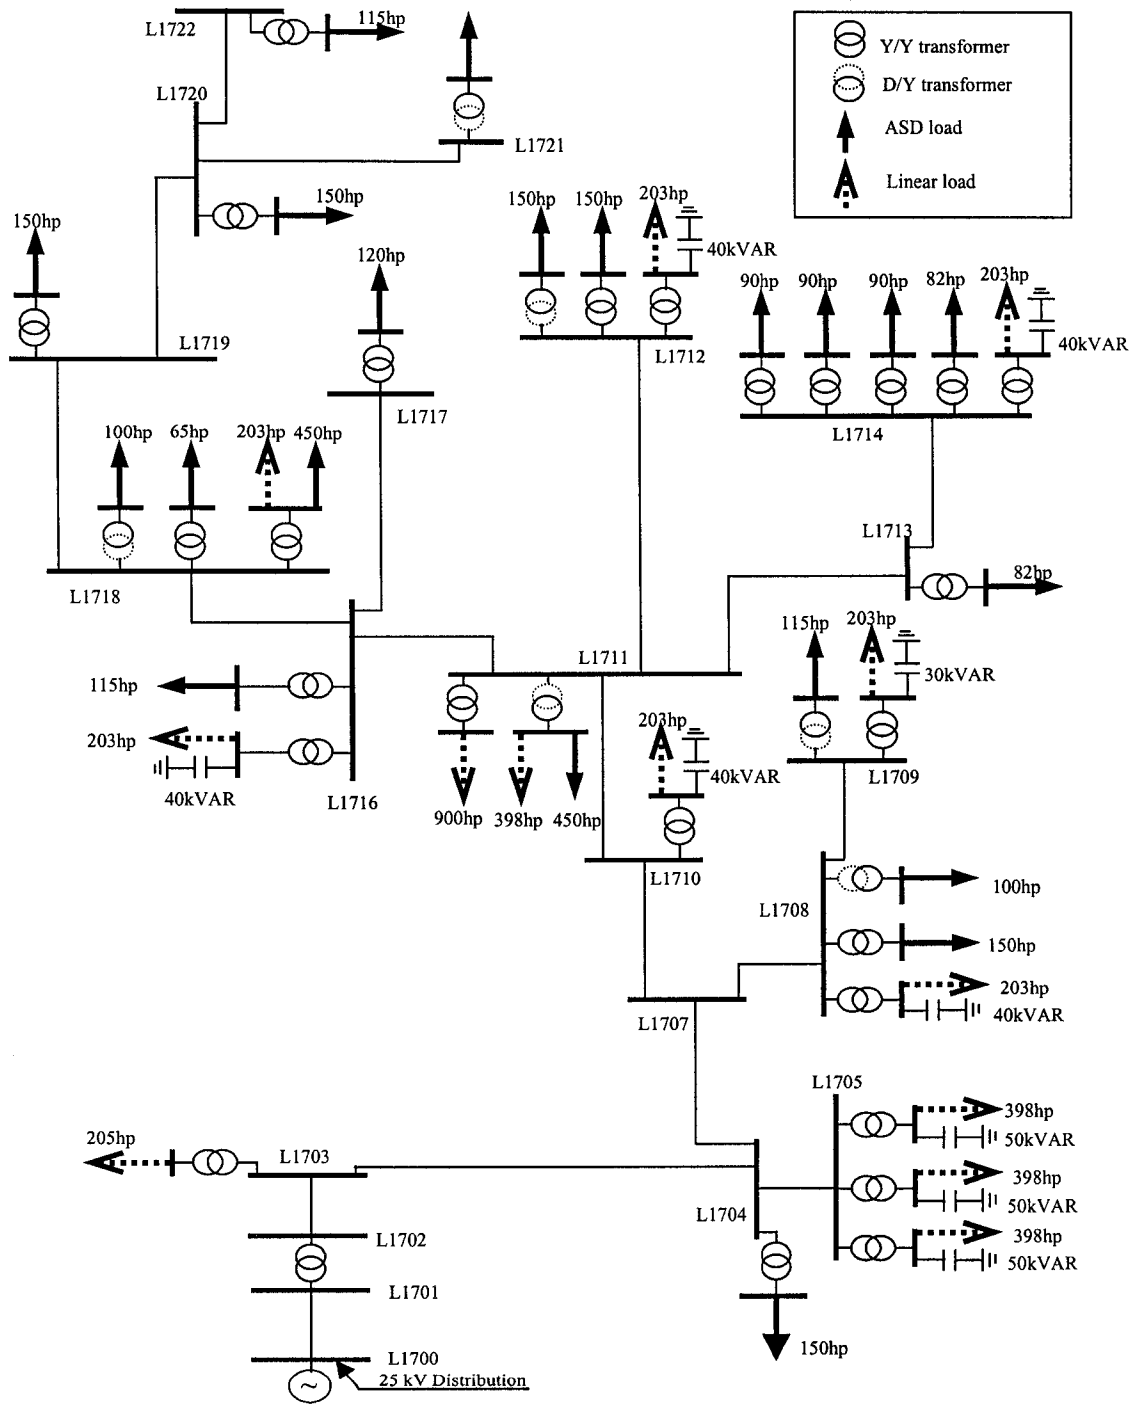 L1722
115hp
Y/Y transformer
D/Y transformer
ASD load
Linear load
L1720
L1721
150hp
150hp
L1719
120hp
L1717
150hp
150hp
203hp
40kVAR
L1712
90hp
90hp
90hp
82hp
203hp
40kVAR
L1714
100hp
65hp
203hp
450hp
L1718
L1713
82hp
115hp
203hp
40kVAR
L1716
L1711
900hp
398hp
450hp
203hp
40kVAR
L1710
115hp
203hp
30kVAR
L1709
L1708
100hp
150hp
203hp
40kVAR
L1707
L1705
398hp
50kVAR
398hp
50kVAR
398hp
50kVAR
205hp
L1703
L1704
L1702
L1701
150hp
L1700
25 kV Distribution
~